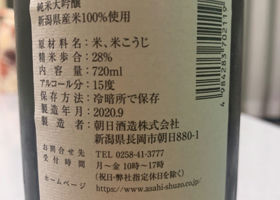 純米大吟醸
新潟県産米100%使用
原材料名 : 米、米こうじ
精米歩合 : 28%
内容量 : 720ml
アルコール分 : 15度
保存方法 : 冷暗所で保存
製造年月 : 2020.9
製造者 : 朝日酒造株式会社
新潟県長岡市朝日880-1
お問合せ先 TEL 0258-41-3777
受付時間 月～金 10時～17時
(祝日・弊社指定休日を除く)
ホームページ https://www.asahi-shuzo.co.jp
4984283702119